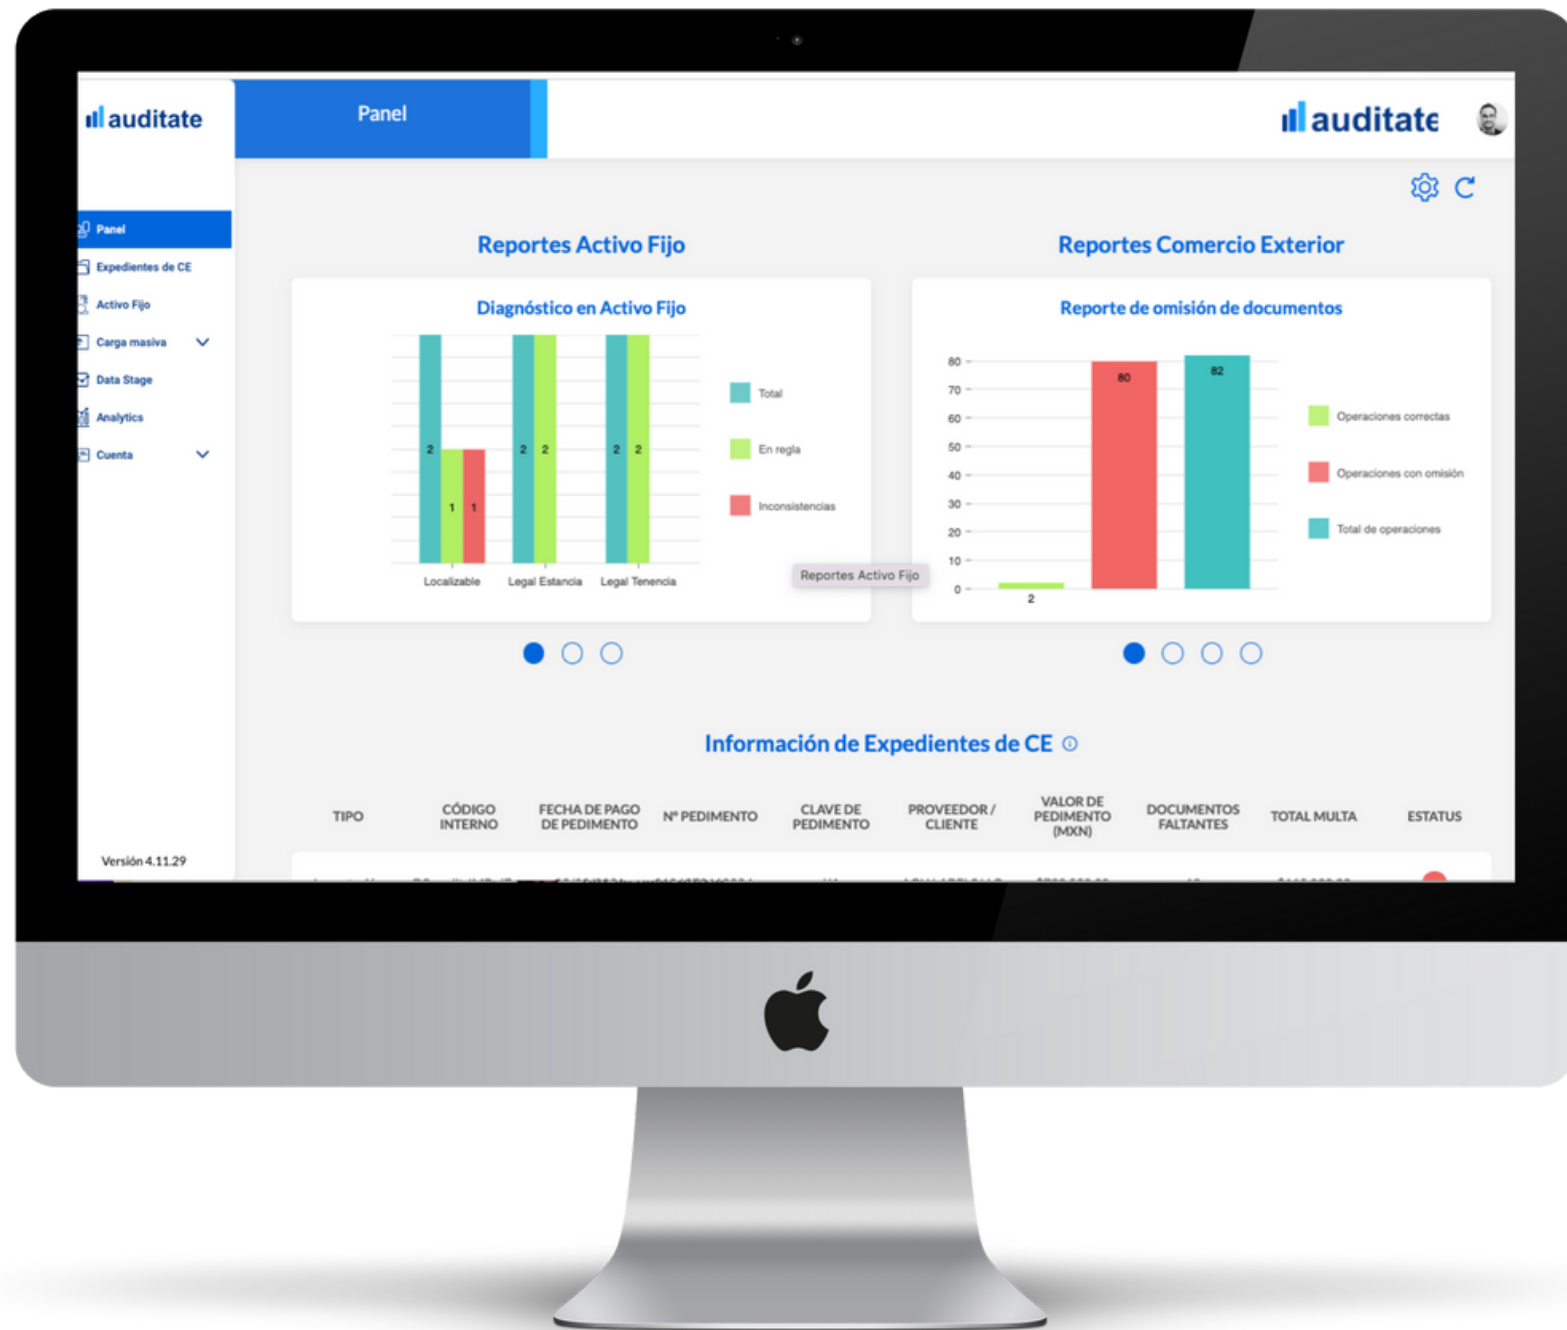 auditate
Panel
auditate
Panel
Expedientes de CE
Activo Fijo
Carga masiva
Data Stage
Analytics
Cuenta
Versión 4.11.29
Reportes Activo Fijo
Diagnóstico en Activo Fijo
2
1
1
2
2
2
2
Localizable
Legal Estancia
Legal Tenencia
Total
En regla
Inconsistencias
Reportes Activo Fijo
Reportes Comercio Exterior
Reporte de omisión de documentos
80
70
60
50
40
30
20
10
0
2
80
82
Operaciones correctas
Operaciones con omisión
Total de operaciones
Información de Expedientes de CE
TIPO
CÓDIGO
INTERNO
FECHA DE PAGO
DE PEDIMENTO
Nº PEDIMENTO
CLAVE DE
PEDIMENTO
PROVEEDOR /
CLIENTE
VALOR DE
PEDIMENTO
(MXN)
DOCUMENTOS
FALTANTES
TOTAL MULTA
ESTATUS